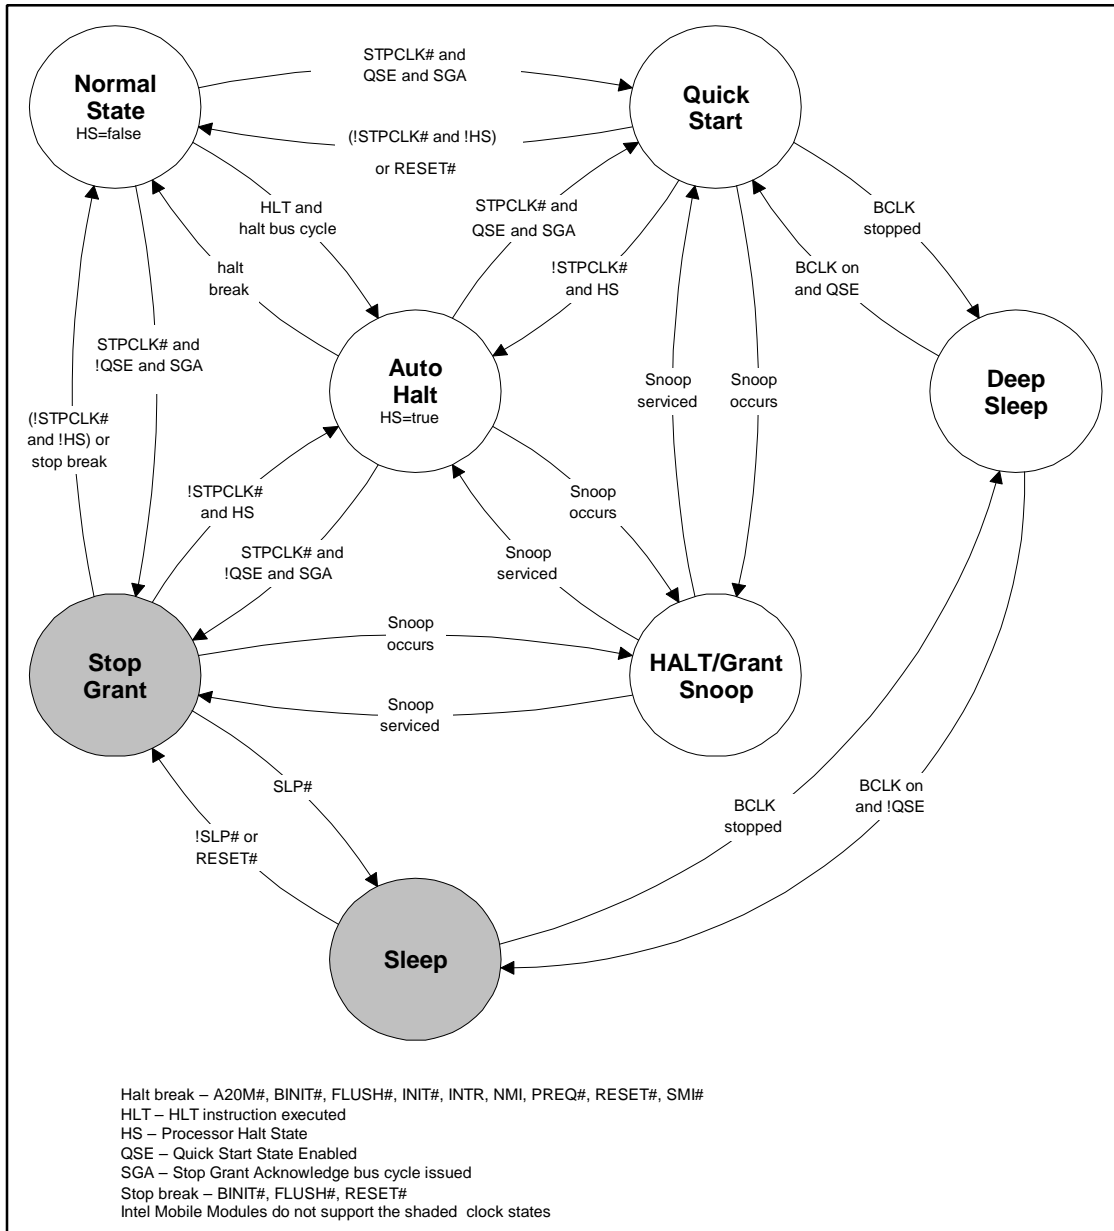 Normal
State
HS=false
STPCLK# and
QSE and SGA
Quick
Start
(!STPCLK# and !HS)
or RESET#
HLT and
halt bus cycle
STPCLK# and
QSE and SGA
BCLK
stopped
halt
break
!STPCLK#
and HS
BCLK on
and QSE
STPCLK# and
!QSE and SGA
Auto
Halt
HS=true
Snoop
serviced
Snoop
occurs
Deep
Sleep
(!STPCLK#
and !HS) or
stop break
!STPCLK#
and HS
Snoop
occurs
STPCLK# and
!QSE and SGA
Snoop
serviced
Stop
Grant
Snoop
occurs
HALT/Grant
Snoop
Snoop
serviced
SLP#
BCLK
stopped
BCLK on
and !QSE
!SLP# or
RESET#
Sleep
Halt break – A20M#, BINIT#, FLUSH#, INIT#, INTR, NMI, PREQ#, RESET#, SMI#
HLT – HLT instruction executed
HS – Processor Halt State
QSE – Quick Start State Enabled
SGA – Stop Grant Acknowledge bus cycle issued
Stop break – BINIT#, FLUSH#, RESET#
Intel Mobile Modules do not support the shaded clock states